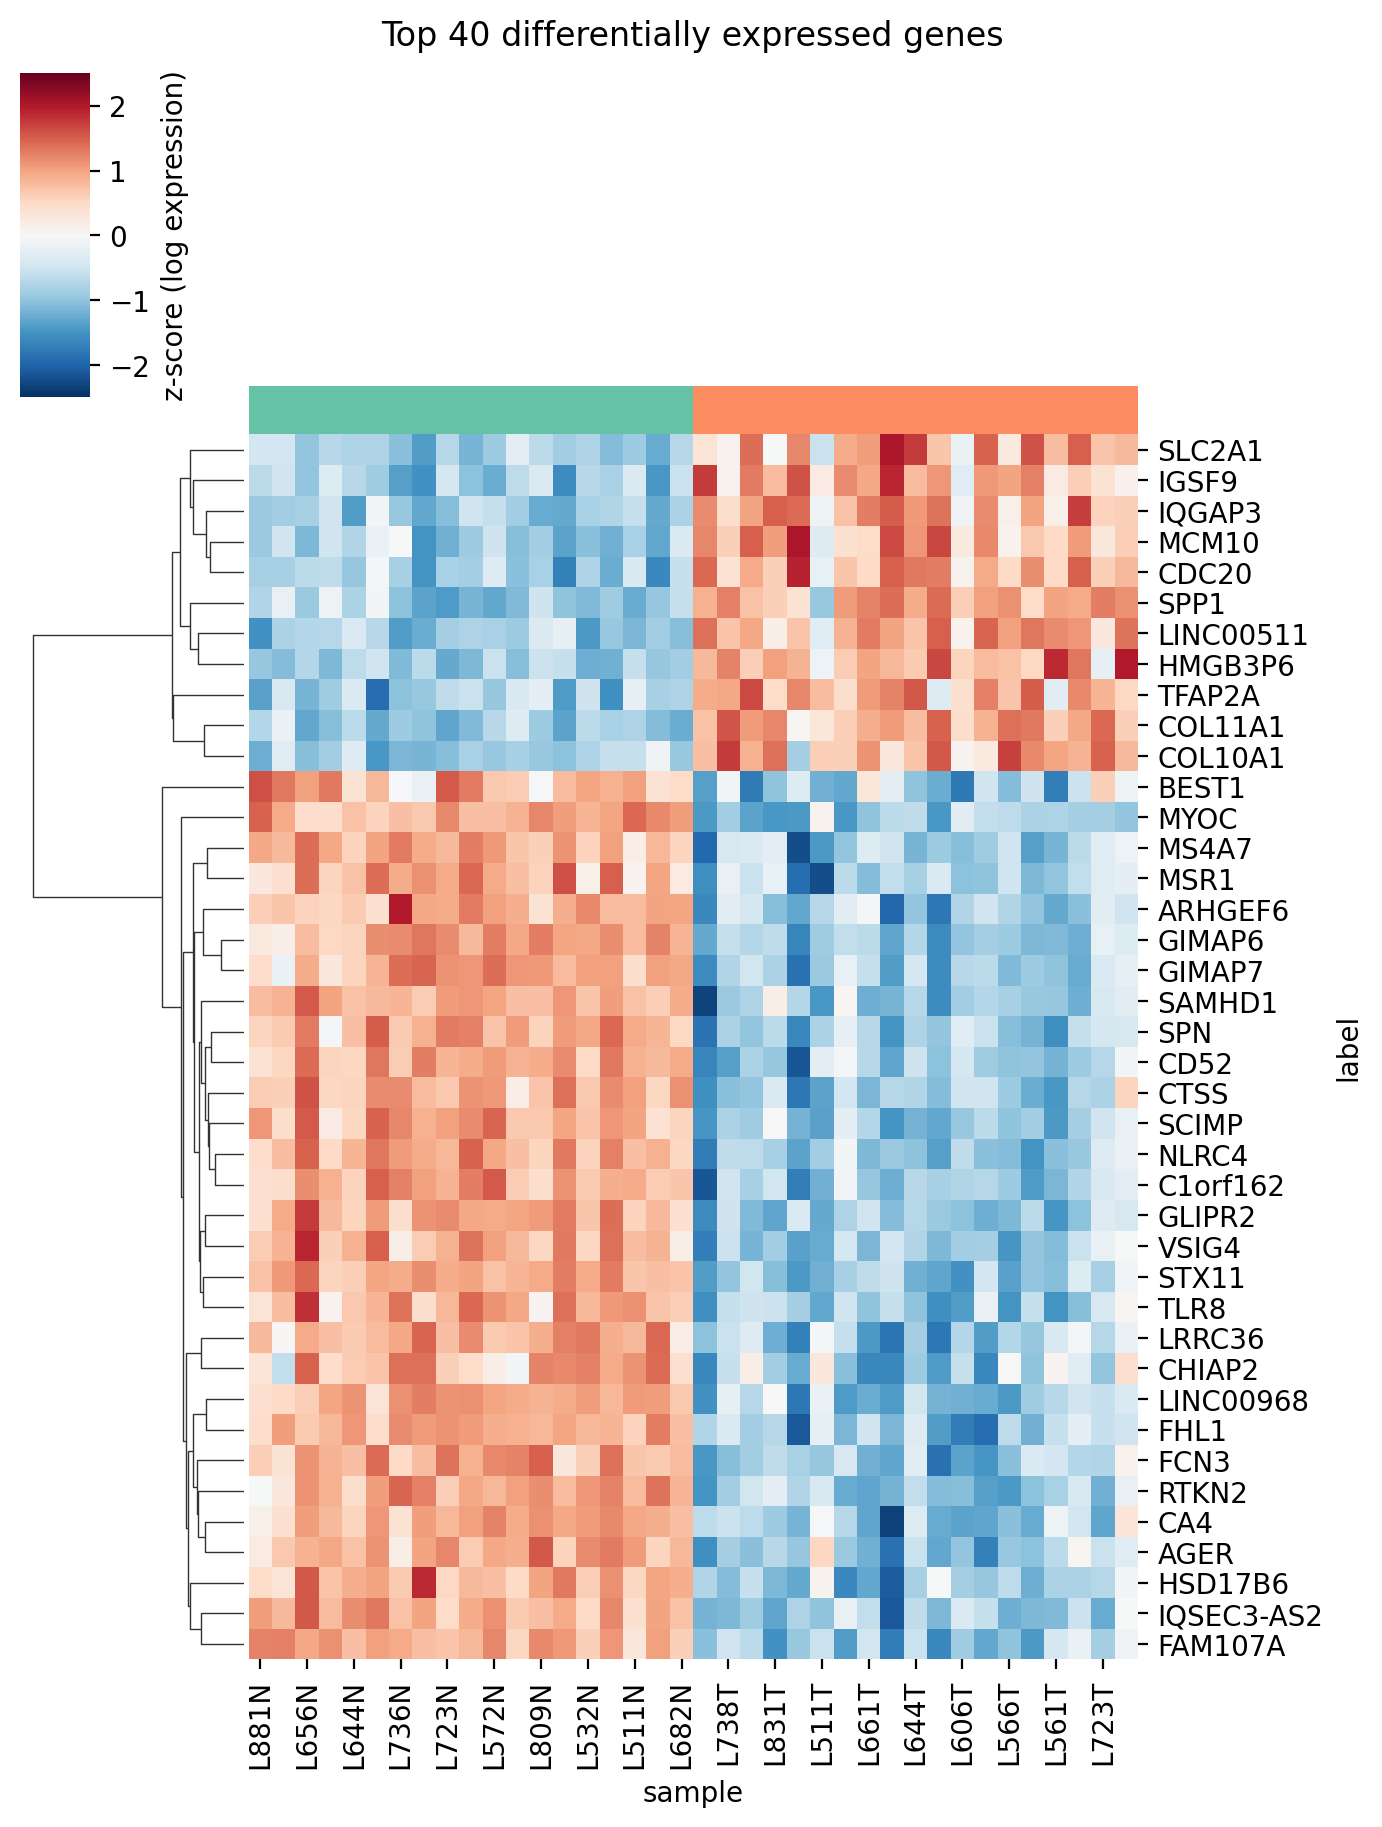 Top 40 differentially expressed genes
2
1
0
−1
−2
z-score (log expression)
SLC2A1
IGSF9
IQGAP3
MCM10
CDC20
SPP1
LINC00511
HMGB3P6
TFAP2A
COL11A1
COL10A1
BEST1
MYOC
MS4A7
MSR1
ARHGEF6
GIMAP6
GIMAP7
SAMHD1
SPN
CD52
CTSS
SCIMP
NLRC4
C1orf162
GLIPR2
VSIG4
STX11
TLR8
LRRC36
CHIAP2
LINC00968
FHL1
FCN3
RTKN2
CA4
AGER
HSD17B6
IQSEC3-AS2
FAM107A
label
L881N
L656N
L644N
L736N
L723N
L572N
L809N
L532N
L511N
L682N
L738T
L831T
L511T
L661T
L644T
L606T
L566T
L561T
L723T
sample